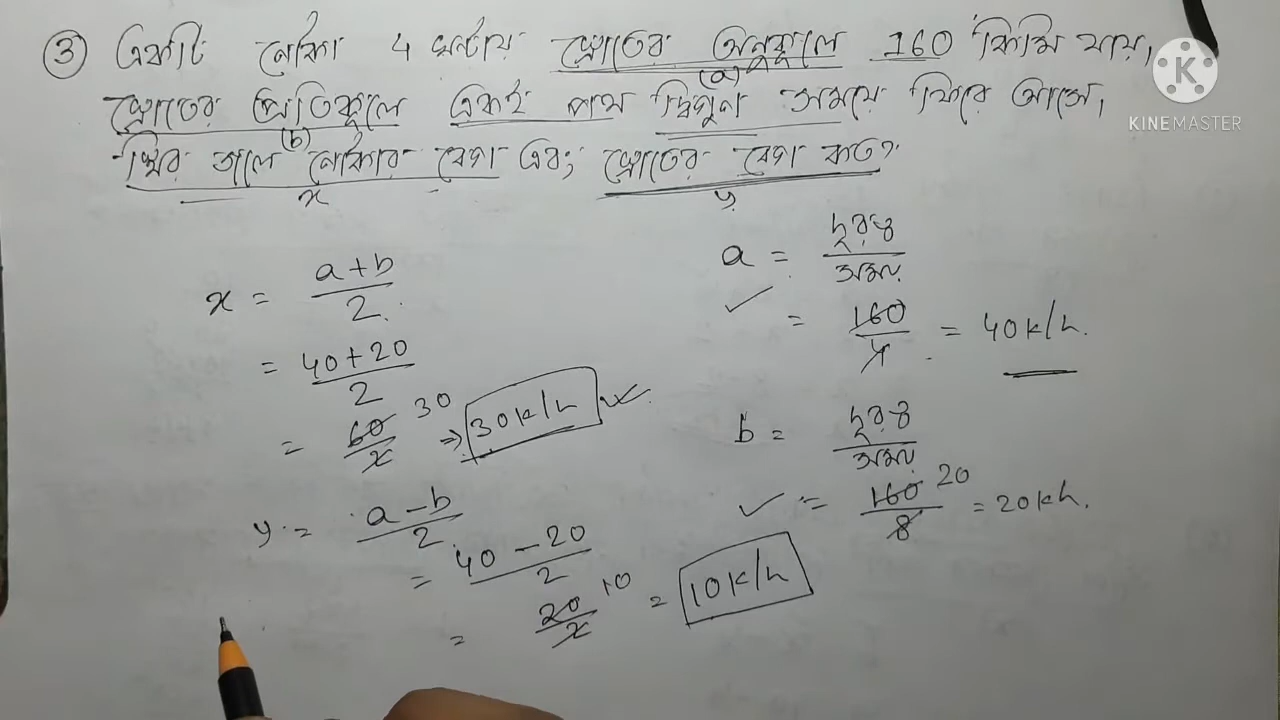 ③ একটি নৌকা 4 ঘন্টায় স্রোতের অনুকূলে 160 কিমি যায়,
(a)
স্রোতের প্রতিকূলে একই পথ দ্বিগুন সময়ে ফিরে আসে,
(b)
স্থির জলে নৌকার বেগ এবং স্রোতের বেগ কত?
x y
x = a+b/2
= 40+20/2
= 60/2 30 ⇒ 30k/h
y = a-b/2
= 40-20/2
= 20/2 10 = 10k/h
a = দূরত্ব/সময়
= 160/4 = 40k/h.
b = দূরত্ব/সময়
= 160/8 20 = 20kh.
K
KINEMASTER